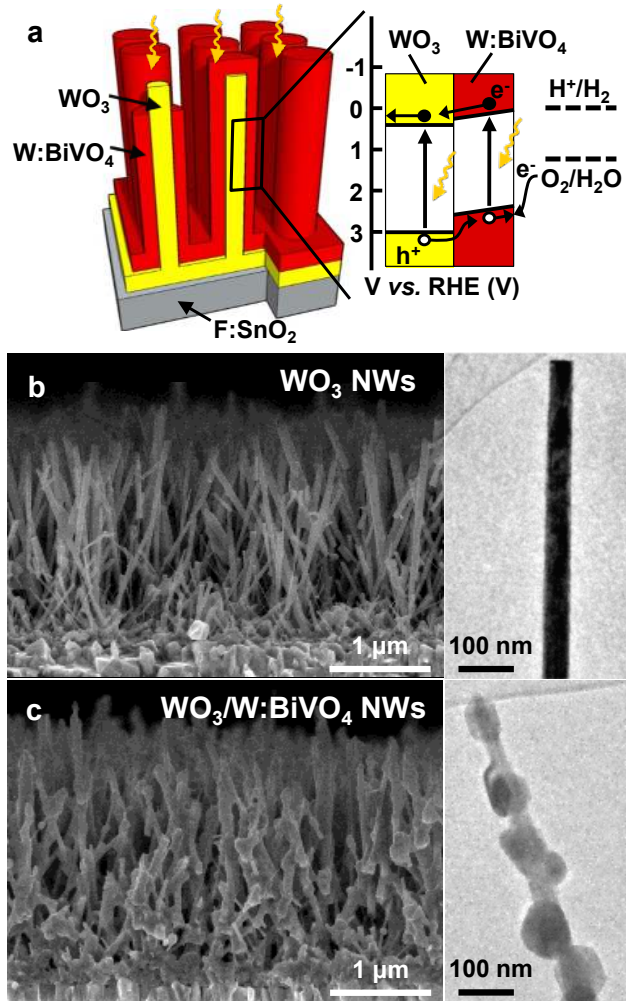 a
WO₃
W:BiVO₄
F:SnO₂
WO₃
W:BiVO₄
-1
0
1
2
3
e⁻
h⁺
H⁺/H₂
e⁻
O₂/H₂O
V vs. RHE (V)
b
WO₃ NWs
1 µm
100 nm
c
WO₃/W:BiVO₄ NWs
1 µm
100 nm